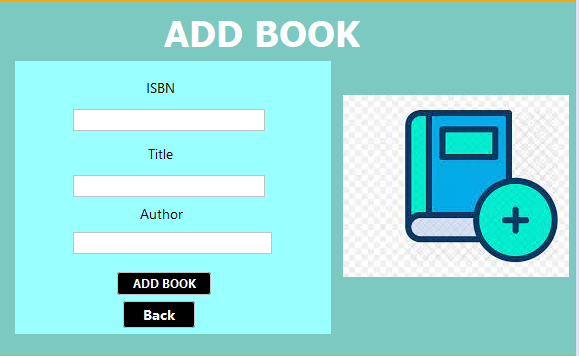 ADD BOOK
ISBN
Title
Author
ADD BOOK
Back